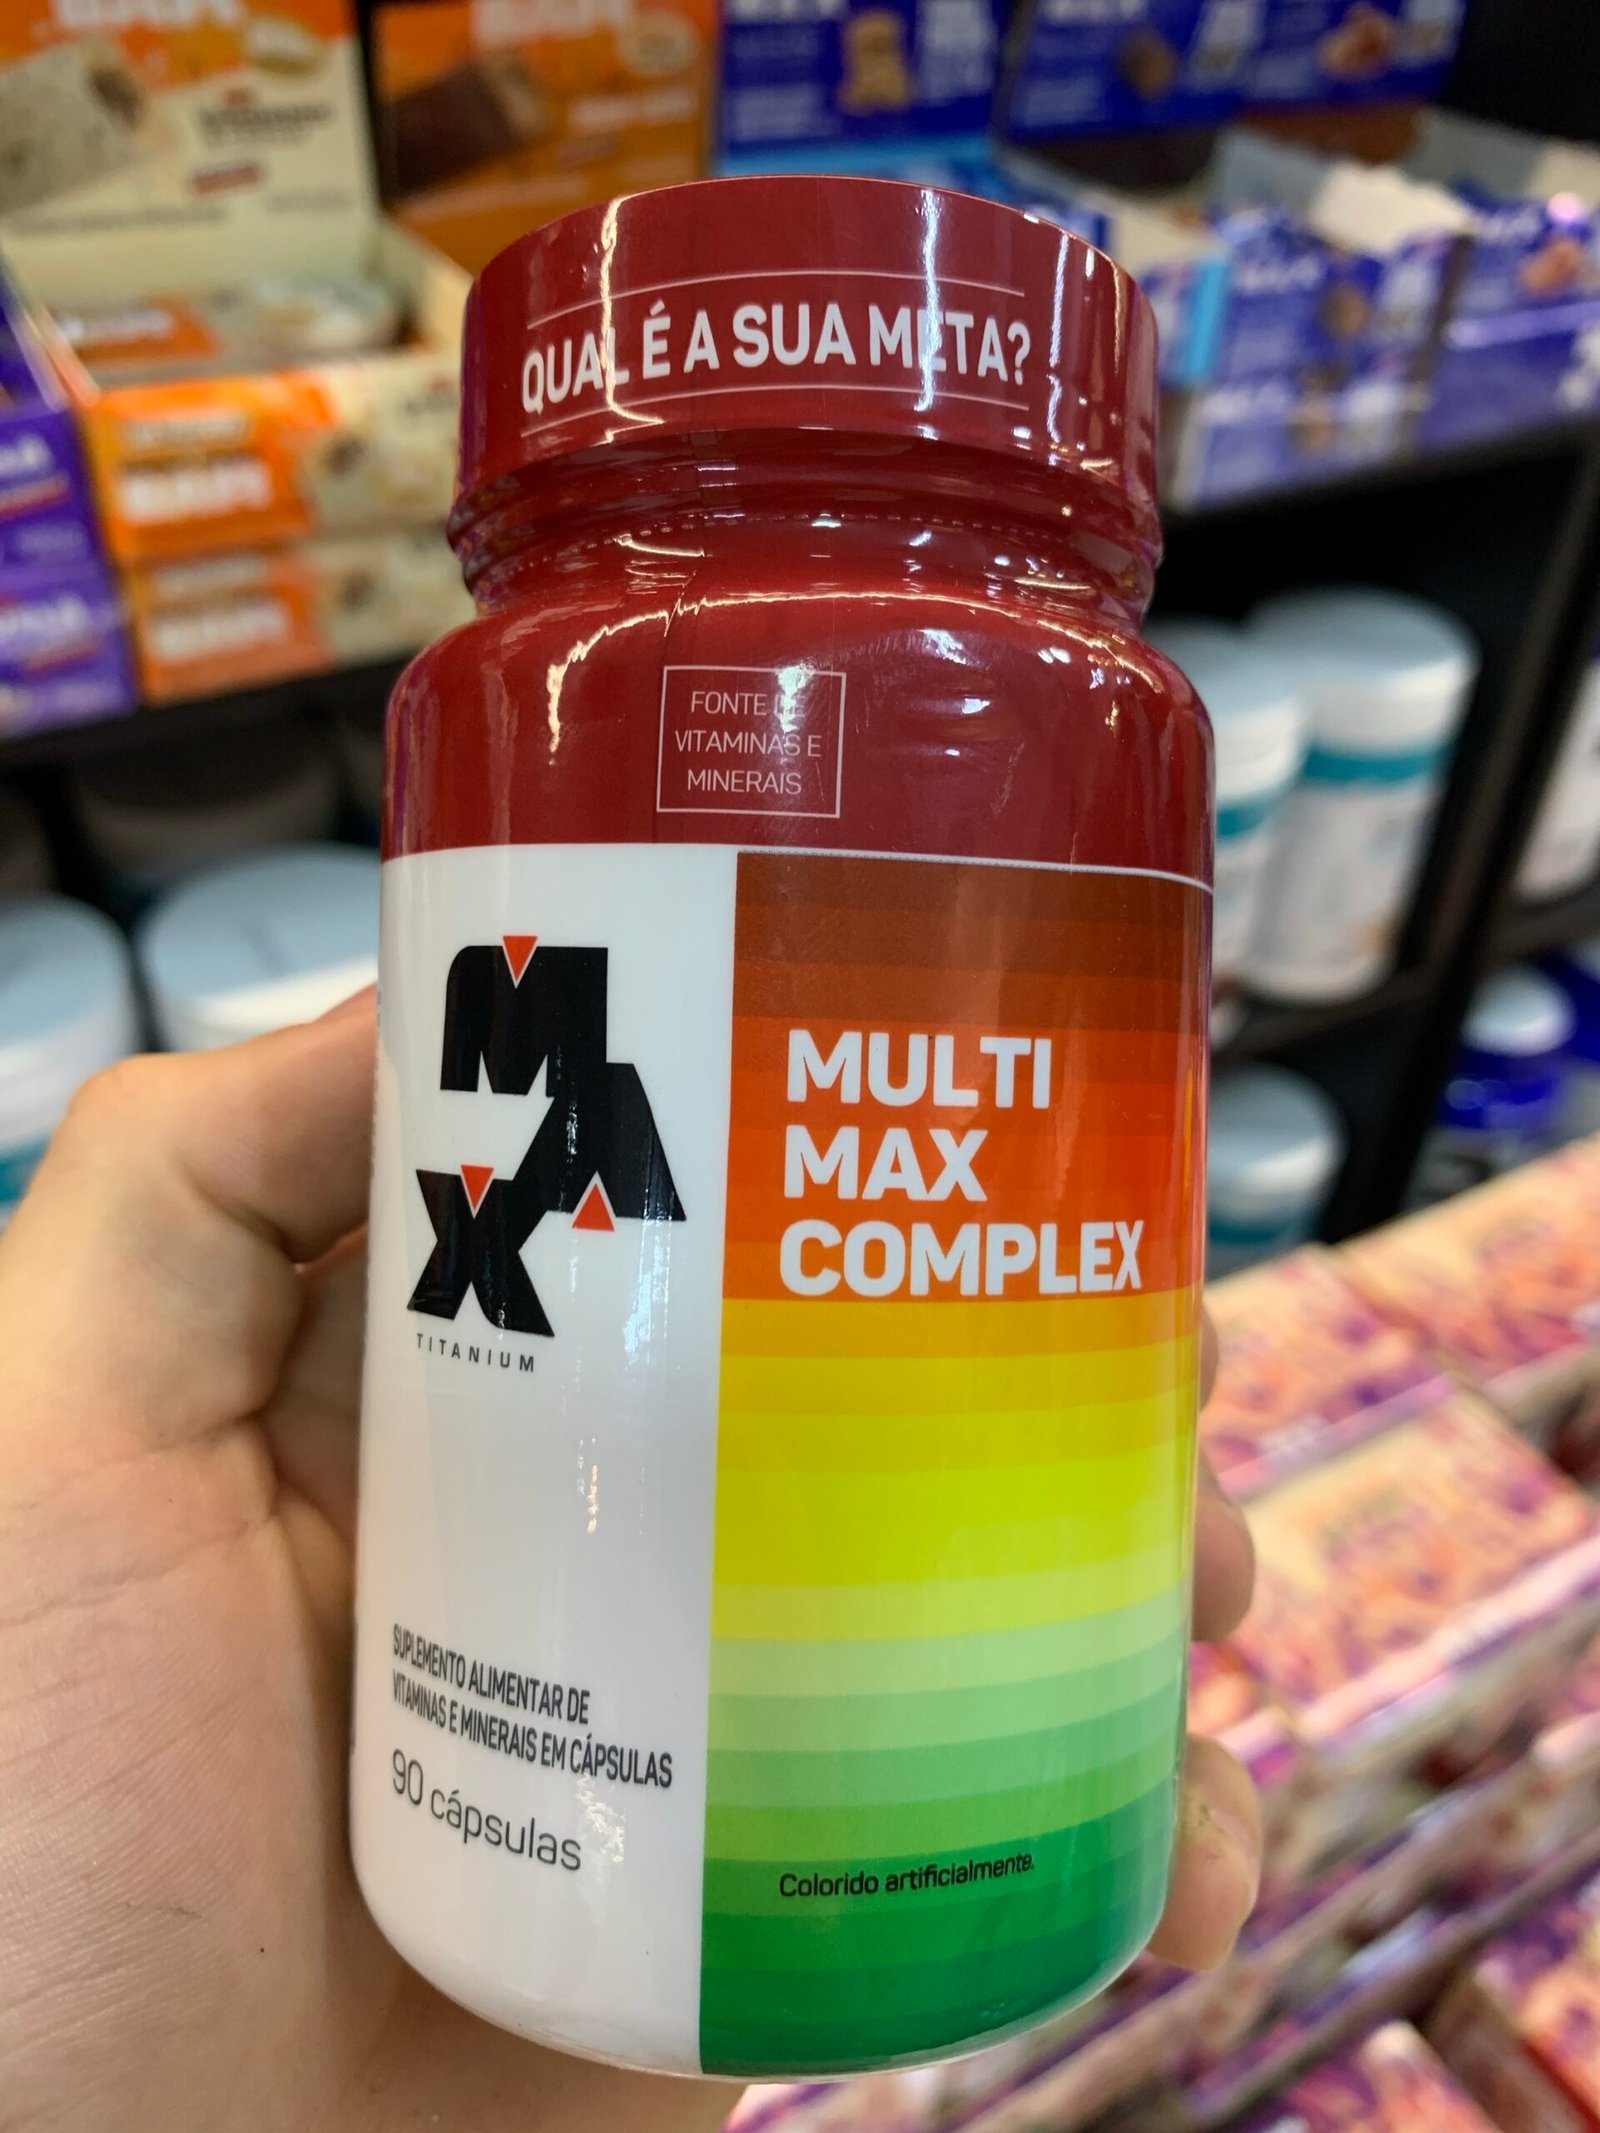 QUAL É A SUA META?
FONTE DE
VITAMINAS E
MINERAIS
MAX
TITANIUM
MULTI
MAX
COMPLEX
SUPLEMENTO ALIMENTAR DE
VITAMINAS E MINERAIS EM CÁPSULAS
90 cápsulas
Colorido artificialmente.